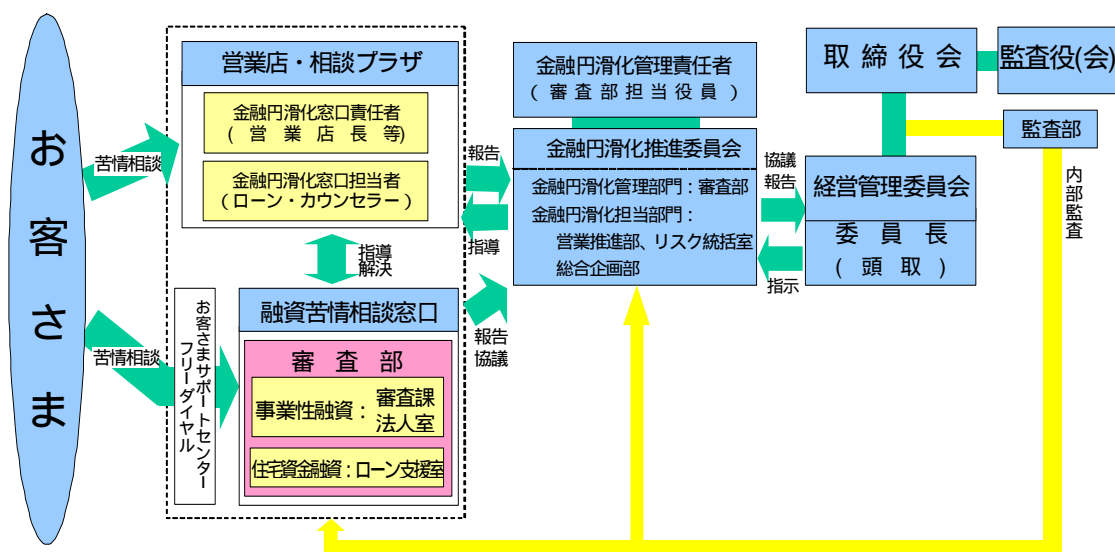 お客さま
苦情相談
苦情相談
営業店・相談プラザ
金融円滑化窓口責任者
(営業店長等)
金融円滑化窓口担当者
(ローン・カウンセラー)
指導
解決
お客さまサポートセンター
フリーダイヤル
融資苦情相談窓口
審査部
事業性融資：審査課
法人室
住宅資金融資：ローン支援室
報告
指導
報告
協議
金融円滑化管理責任者
(審査部担当役員)
金融円滑化推進委員会
金融円滑化管理部門：審査部
金融円滑化担当部門：
営業推進部、リスク統括室
総合企画部
協議
報告
指示
取締役会
監査役(会)
監査部
経営管理委員会
委員長
(頭取)
内部監査